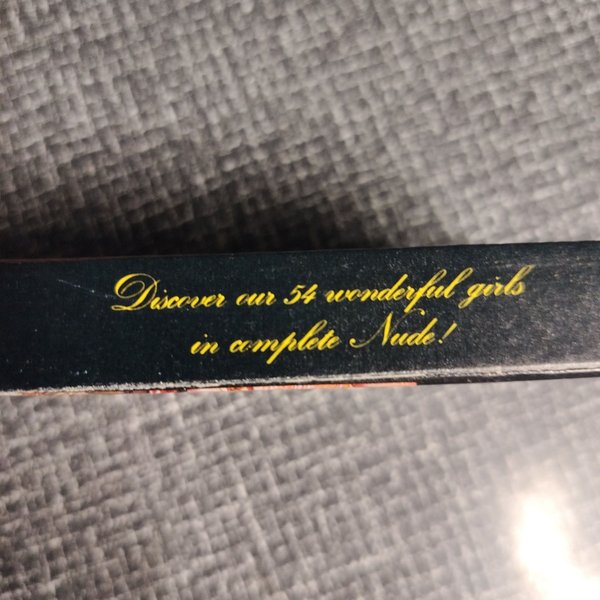 Discover our 54 wonderful girls
in complete Nude!